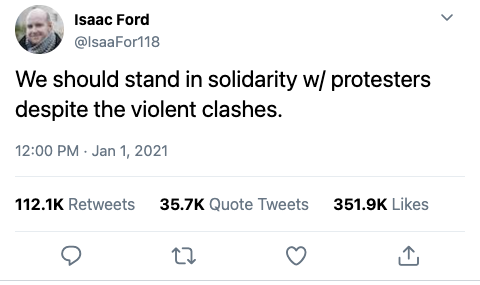 Isaac Ford
@IsaaFor118
We should stand in solidarity w/ protesters
despite the violent clashes.
12:00 PM · Jan 1, 2021
112.1K Retweets 35.7K Quote Tweets 351.9K Likes